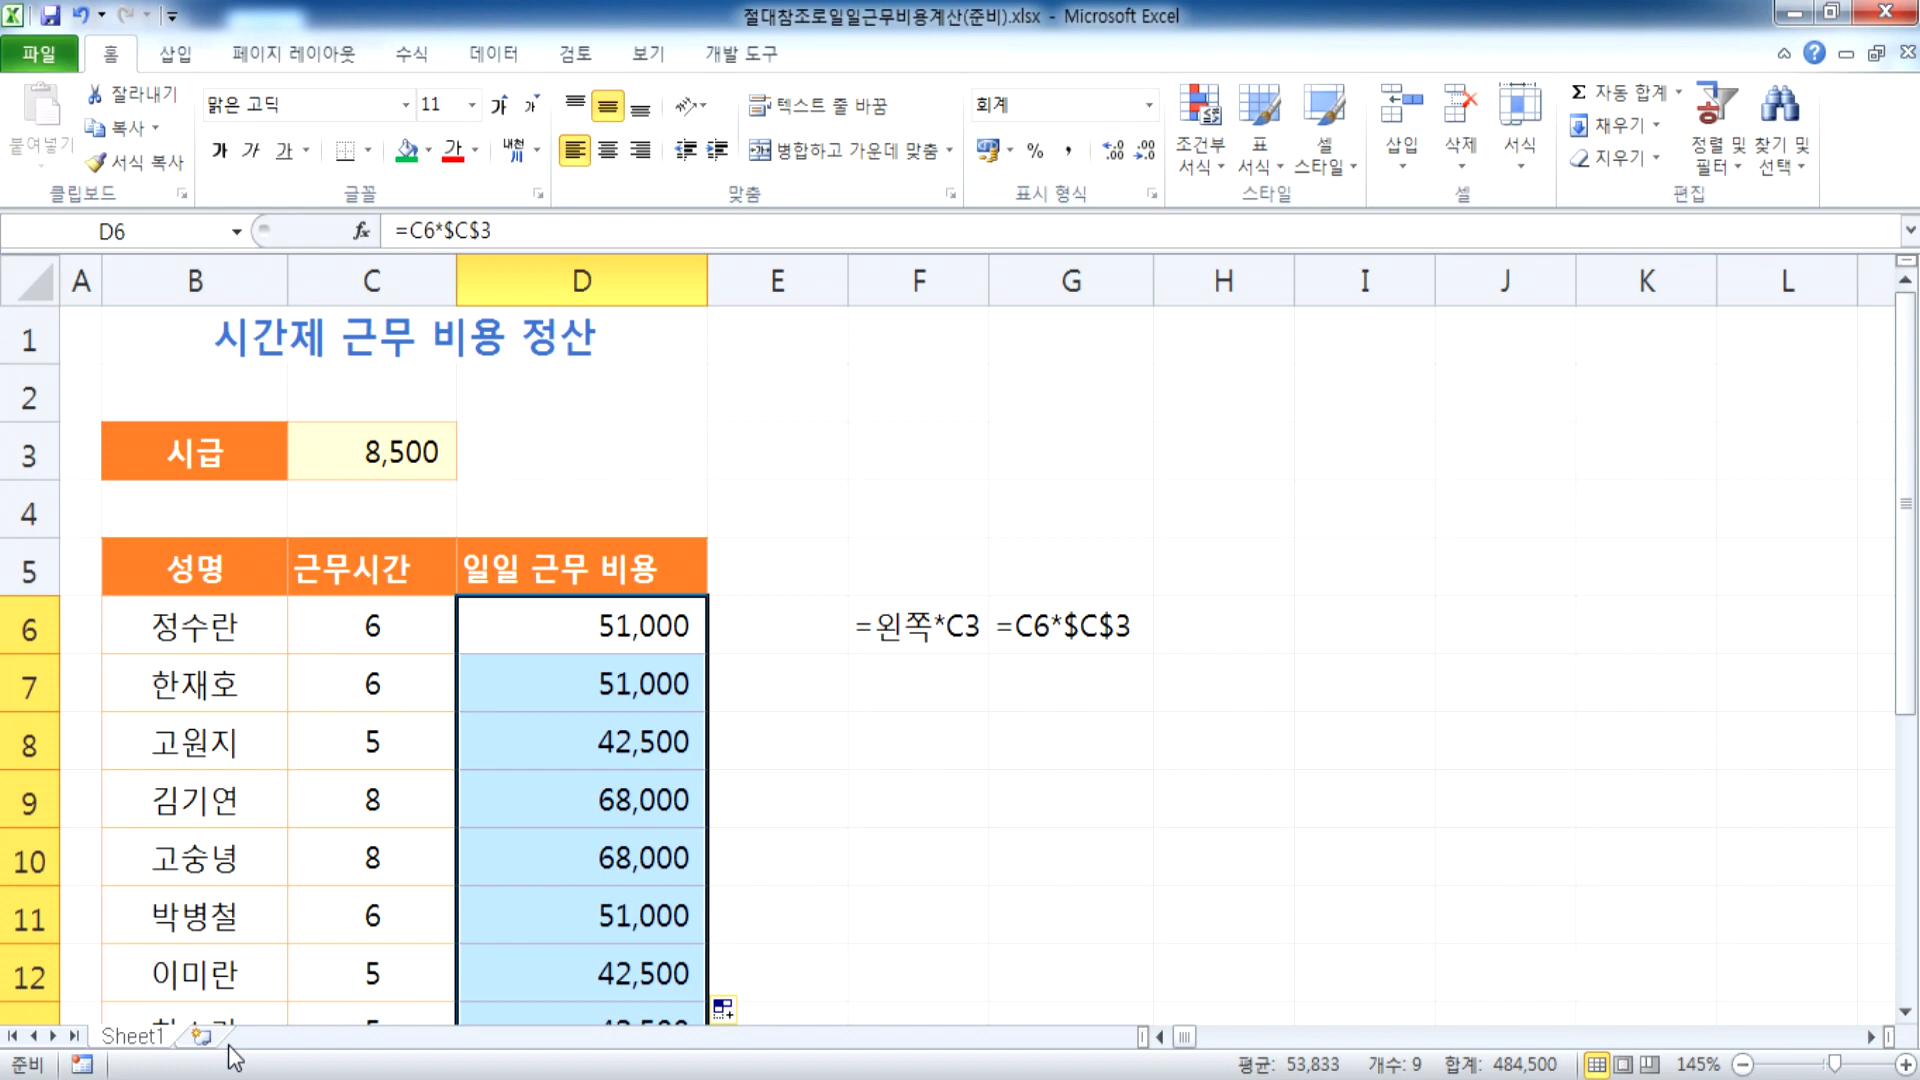 절대참조로일일근무비용계산(준비).xlsx - Microsoft Excel
파일 홈 삽입 페이지 레이아웃 수식 데이터 검토 보기 개발 도구
붙여넣기
잘라내기
복사
서식 복사
클립보드
맑은 고딕 11
가 가
가 가 가 가 내천
글꼴
텍스트 줄 바꿈
병합하고 가운데 맞춤
맞춤
회계
% , .0 .00 .00 .0
표시 형식
조건부 서식
표 서식
셀 스타일
스타일
삽입 삭제 서식
셀
Σ 자동 합계
채우기
지우기
정렬 및 필터
찾기 및 선택
편집
D6 fx =C6*$C$3
A B C D E F G H I J K L
1 시간제 근무 비용 정산
2
3 시급 8,500
4
5 성명 근무시간 일일 근무 비용
6 정수란 6 51,000 =왼쪽*C3 =C6*$C$3
7 한재호 6 51,000
8 고원지 5 42,500
9 김기연 8 68,000
10 고숭녕 8 68,000
11 박병철 6 51,000
12 이미란 5 42,500
Sheet1
준비 평균: 53,833 개수: 9 합계: 484,500 145%